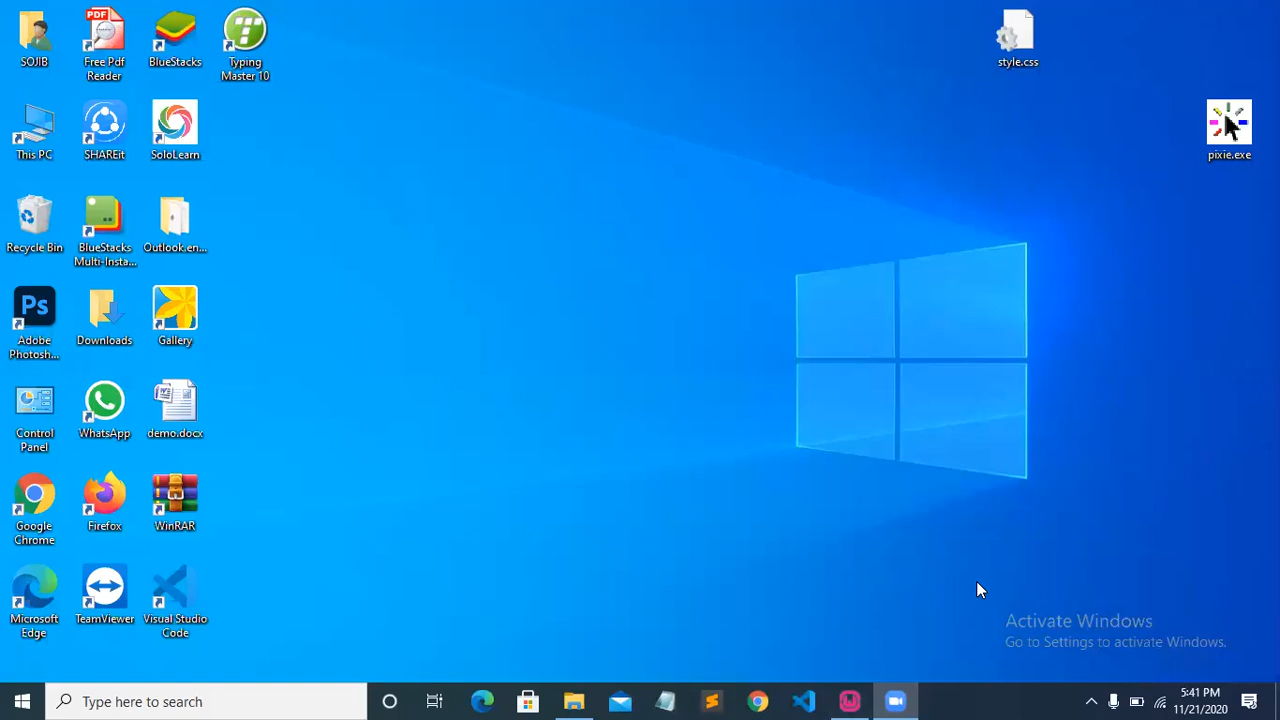 SOJIB
Free Pdf
Reader
BlueStacks
Typing
Master 10
style.css
This PC
SHAREit
SoloLearn
pixie.exe
Recycle Bin
BlueStacks
Multi-Insta...
Outlook.en...
Adobe
Photosh...
Downloads
Gallery
Control
Panel
WhatsApp
demo.docx
Google
Chrome
Firefox
WinRAR
Microsoft
Edge
TeamViewer
Visual Studio
Code
PDF
Ps
Activate Windows
Go to Settings to activate Windows.
Type here to search
5:41 PM
11/21/2020